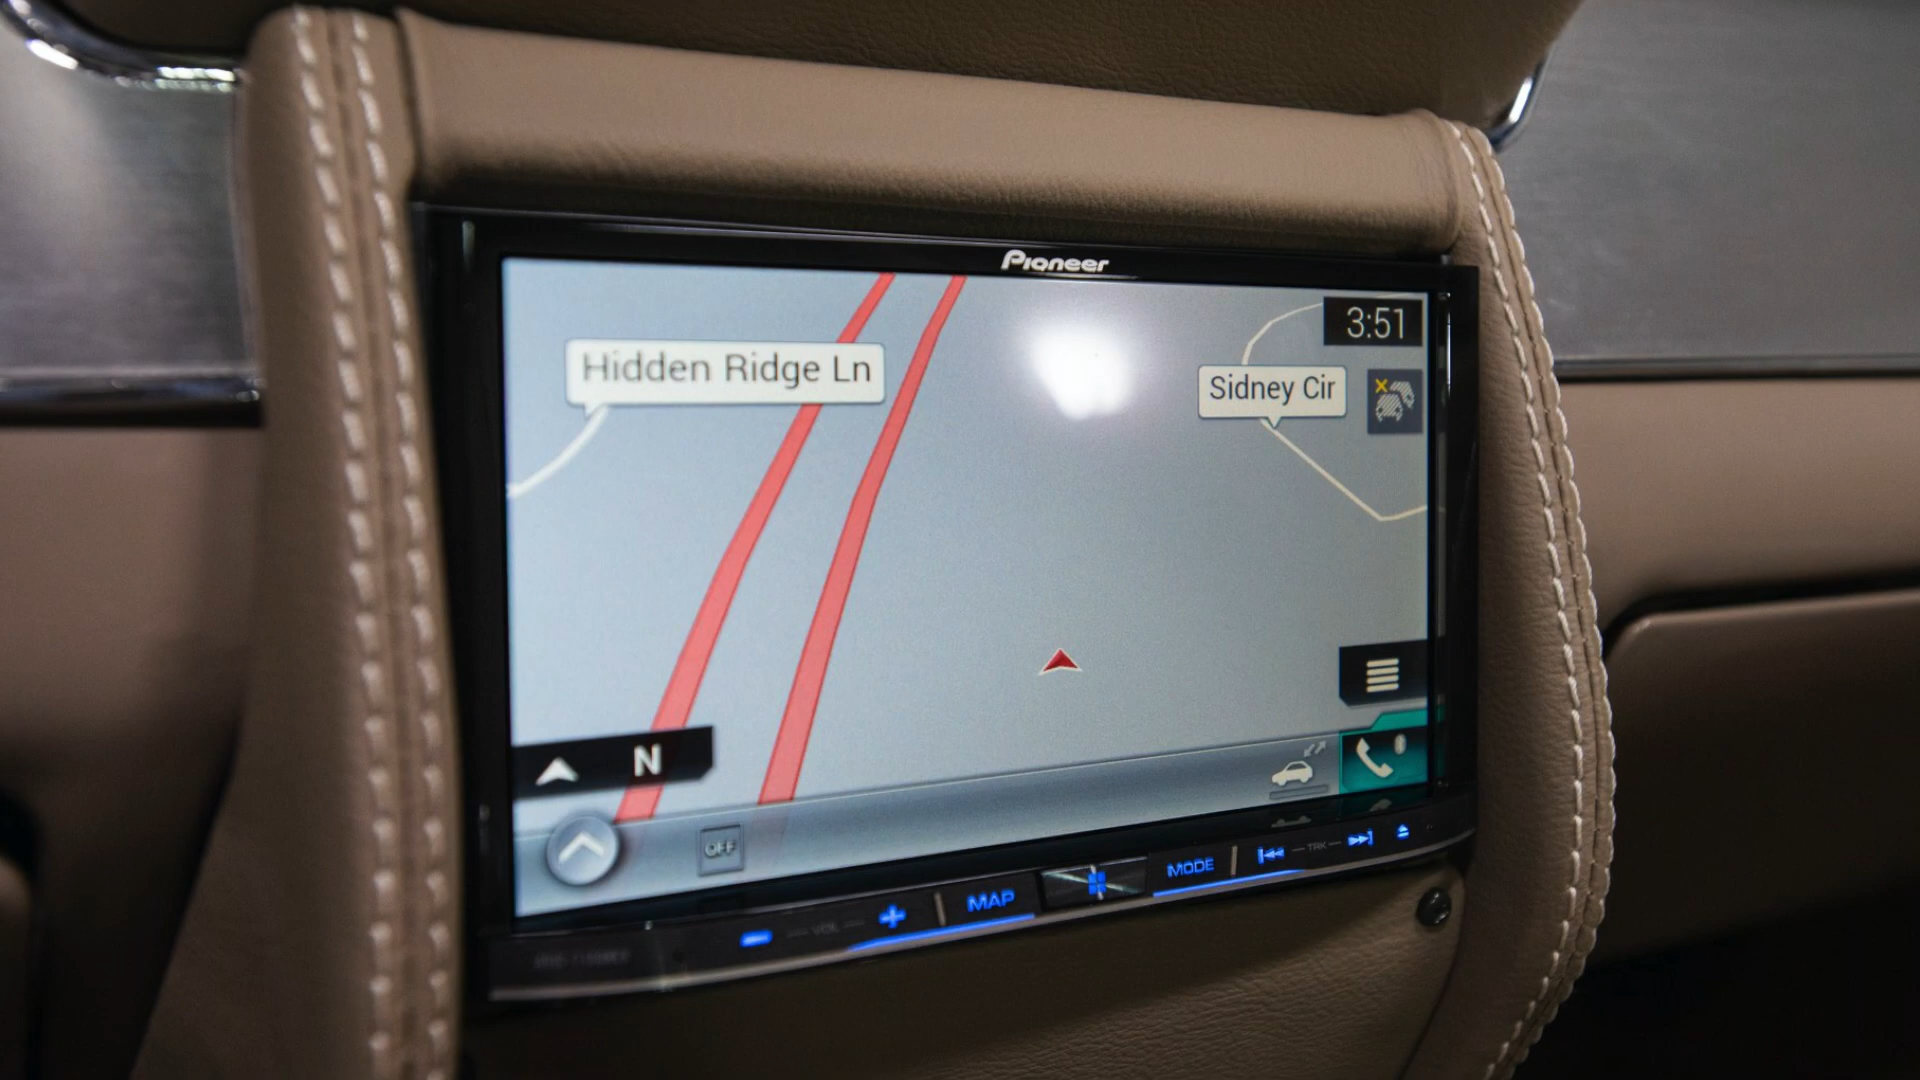 Pioneer
3:51
Hidden Ridge Ln
Sidney Cir
N
OFF
VOL
MAP
MODE
TRK